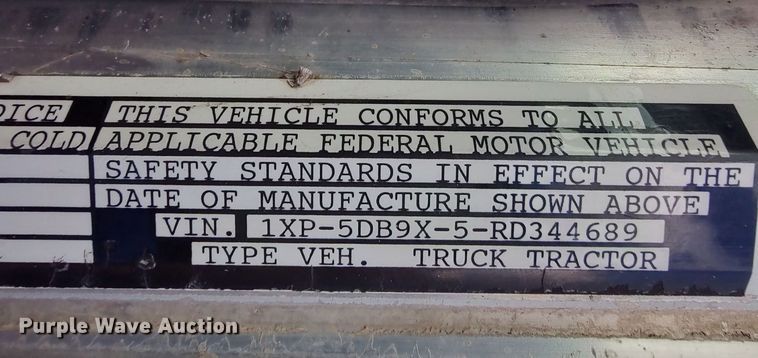 OICE THIS VEHICLE CONFORMS TO ALL
COLD APPLICABLE FEDERAL MOTOR VEHICLE
SAFETY STANDARDS IN EFFECT ON THE
DATE OF MANUFACTURE SHOWN ABOVE
VIN. 1XP-5DB9X-5-RD344689
TYPE VEH. TRUCK TRACTOR
Purple Wave Auction